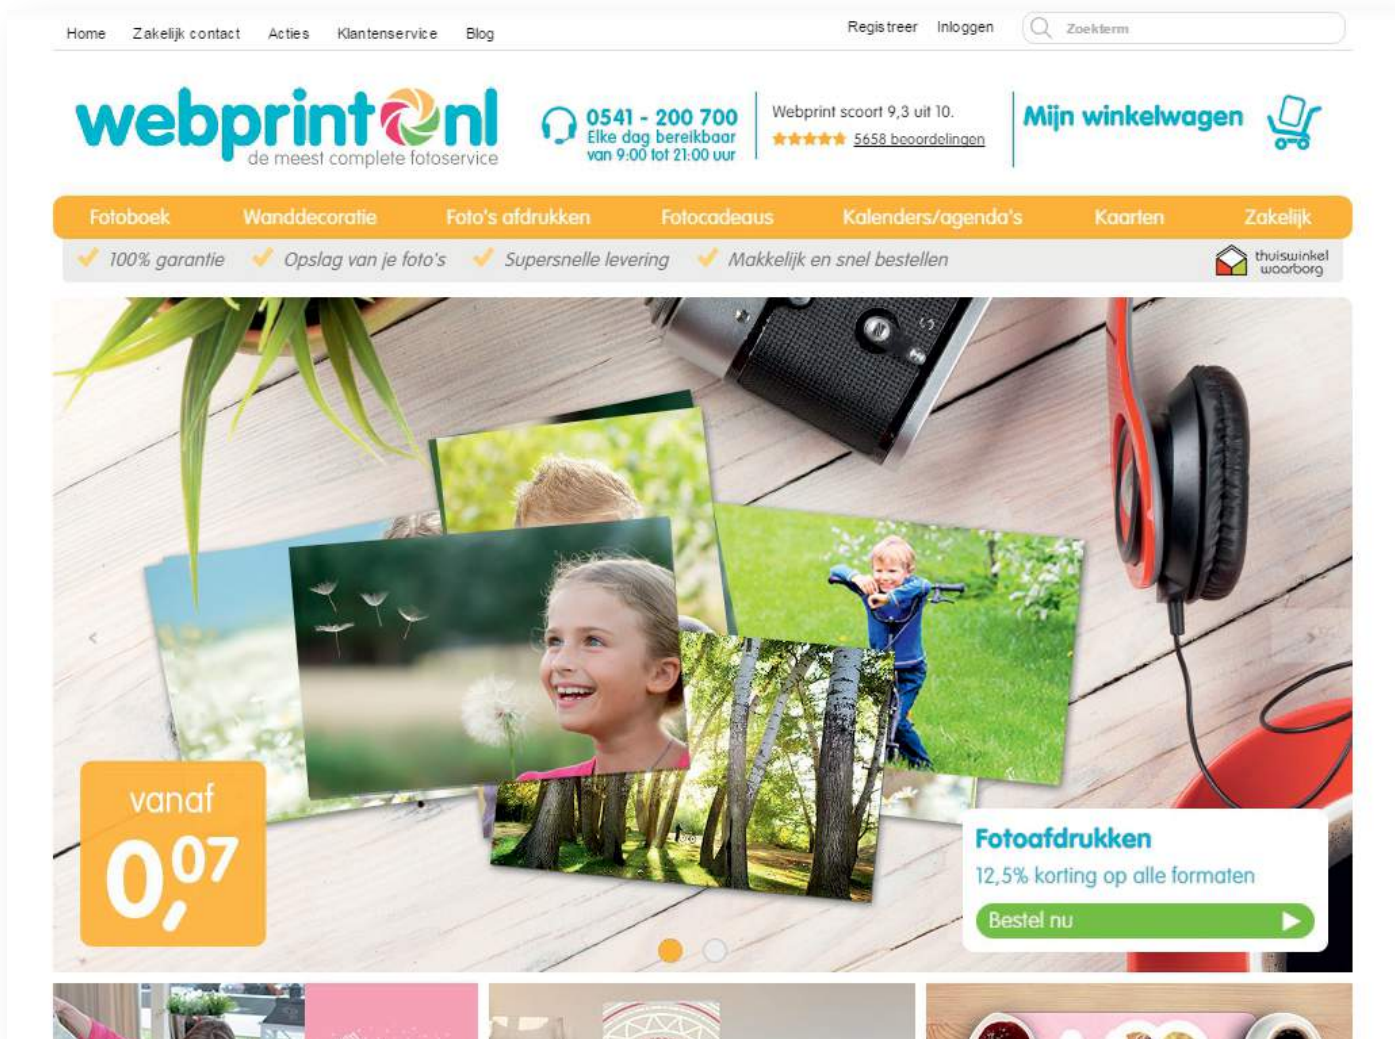 Home Zakelijk contact Acties Klantenservice Blog Registreer Inloggen Zoekterm
webprint.nl
de meest complete fotoservice
0541 - 200 700
Elke dag bereikbaar
van 9:00 tot 21:00 uur
Webprint scoort 9,3 uit 10.
5658 beoordelingen
Mijn winkelwagen
Fotoboek Wanddecoratie Foto's afdrukken Fotocadeaus Kalenders/agenda's Kaarten Zakelijk
100% garantie Opslag van je foto's Supersnelle levering Makkelijk en snel bestellen
thuiswinkel
waarborg
vanaf
0,07
Fotoafdrukken
12,5% korting op alle formaten
Bestel nu